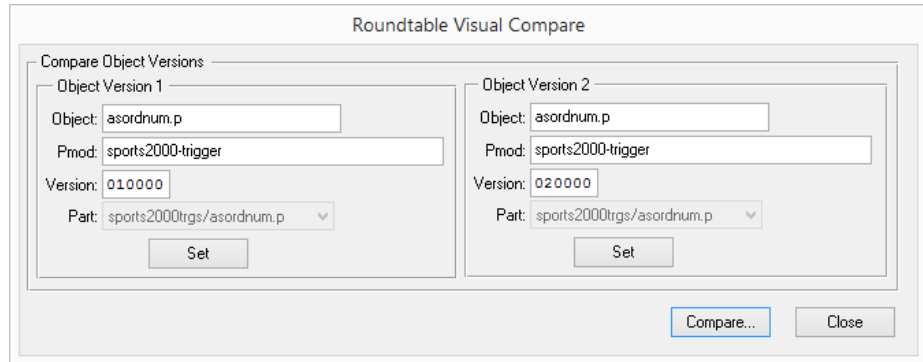 Roundtable Visual Compare
Compare Object Versions
Object Version 1
Object: asordnum.p
Pmod: sports2000-trigger
Version: 010000
Part: sports2000trgs/asordnum.p
Set
Object Version 2
Object: asordnum.p
Pmod: sports2000-trigger
Version: 020000
Part: sports2000trgs/asordnum.p
Set
Compare... Close